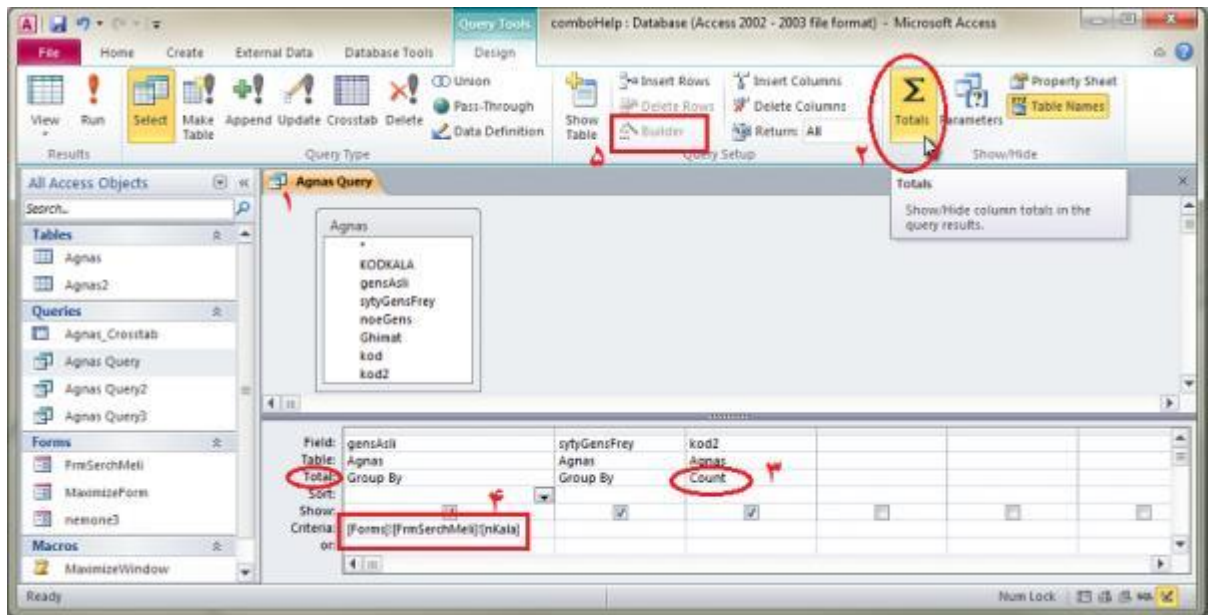 Query Tools comboHelp : Database (Access 2002 - 2003 file format) - Microsoft Access
File Home Create External Data Database Tools Design
View
Run
Select
Make Table
Append
Update
Crosstab
Delete
Union
Pass-Through
Data Definition
Show Table
Insert Rows
Delete Rows
Builder
Insert Columns
Delete Columns
Return: All
Totals
Parameters
Property Sheet
Table Names
Results Query Type Query Setup Show/Hide
۵
۲
All Access Objects
Search...
Tables
Agnas
Agnas2
Queries
Agnas_Crosstab
Agnas Query
Agnas Query2
Agnas Query3
Forms
FrmSerchMeli
MaximizeForm
nemone3
Macros
MaximizeWindow
Agnas Query
۱
Totals
Show/Hide column totals in the
query results.
Agnas
*
KODKALA
gensAsli
sytyGensFrey
noeGens
Ghimat
kod
kod2
Field: gensAsli sytyGensFrey kod2
Table: Agnas Agnas Agnas
Total: Group By Group By Count ۳
Sort: ۴
Show:
Criteria: [Forms]![FrmSerchMeli]![nKala]
or:
Ready Num Lock SQL